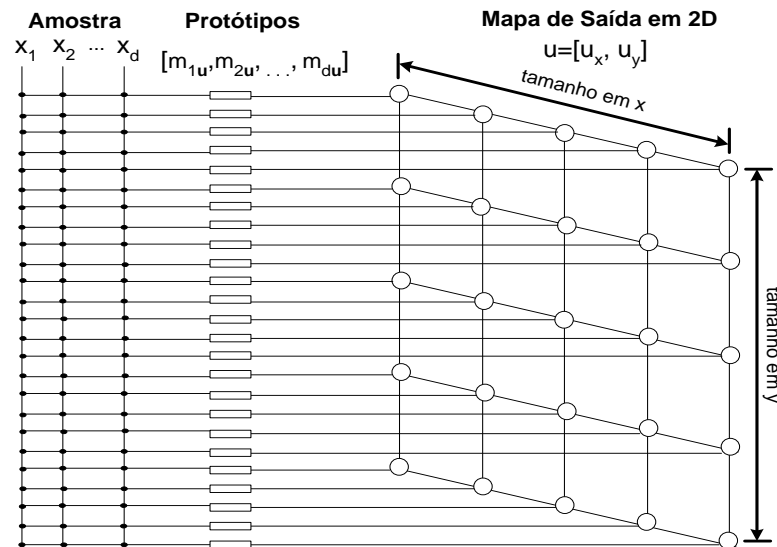 Amostra
x1 x2 ... xd
Protótipos
[m1u,m2u, . . ., mdu]
Mapa de Saída em 2D
u=[ux, uy]
tamanho em x
tamanho em y